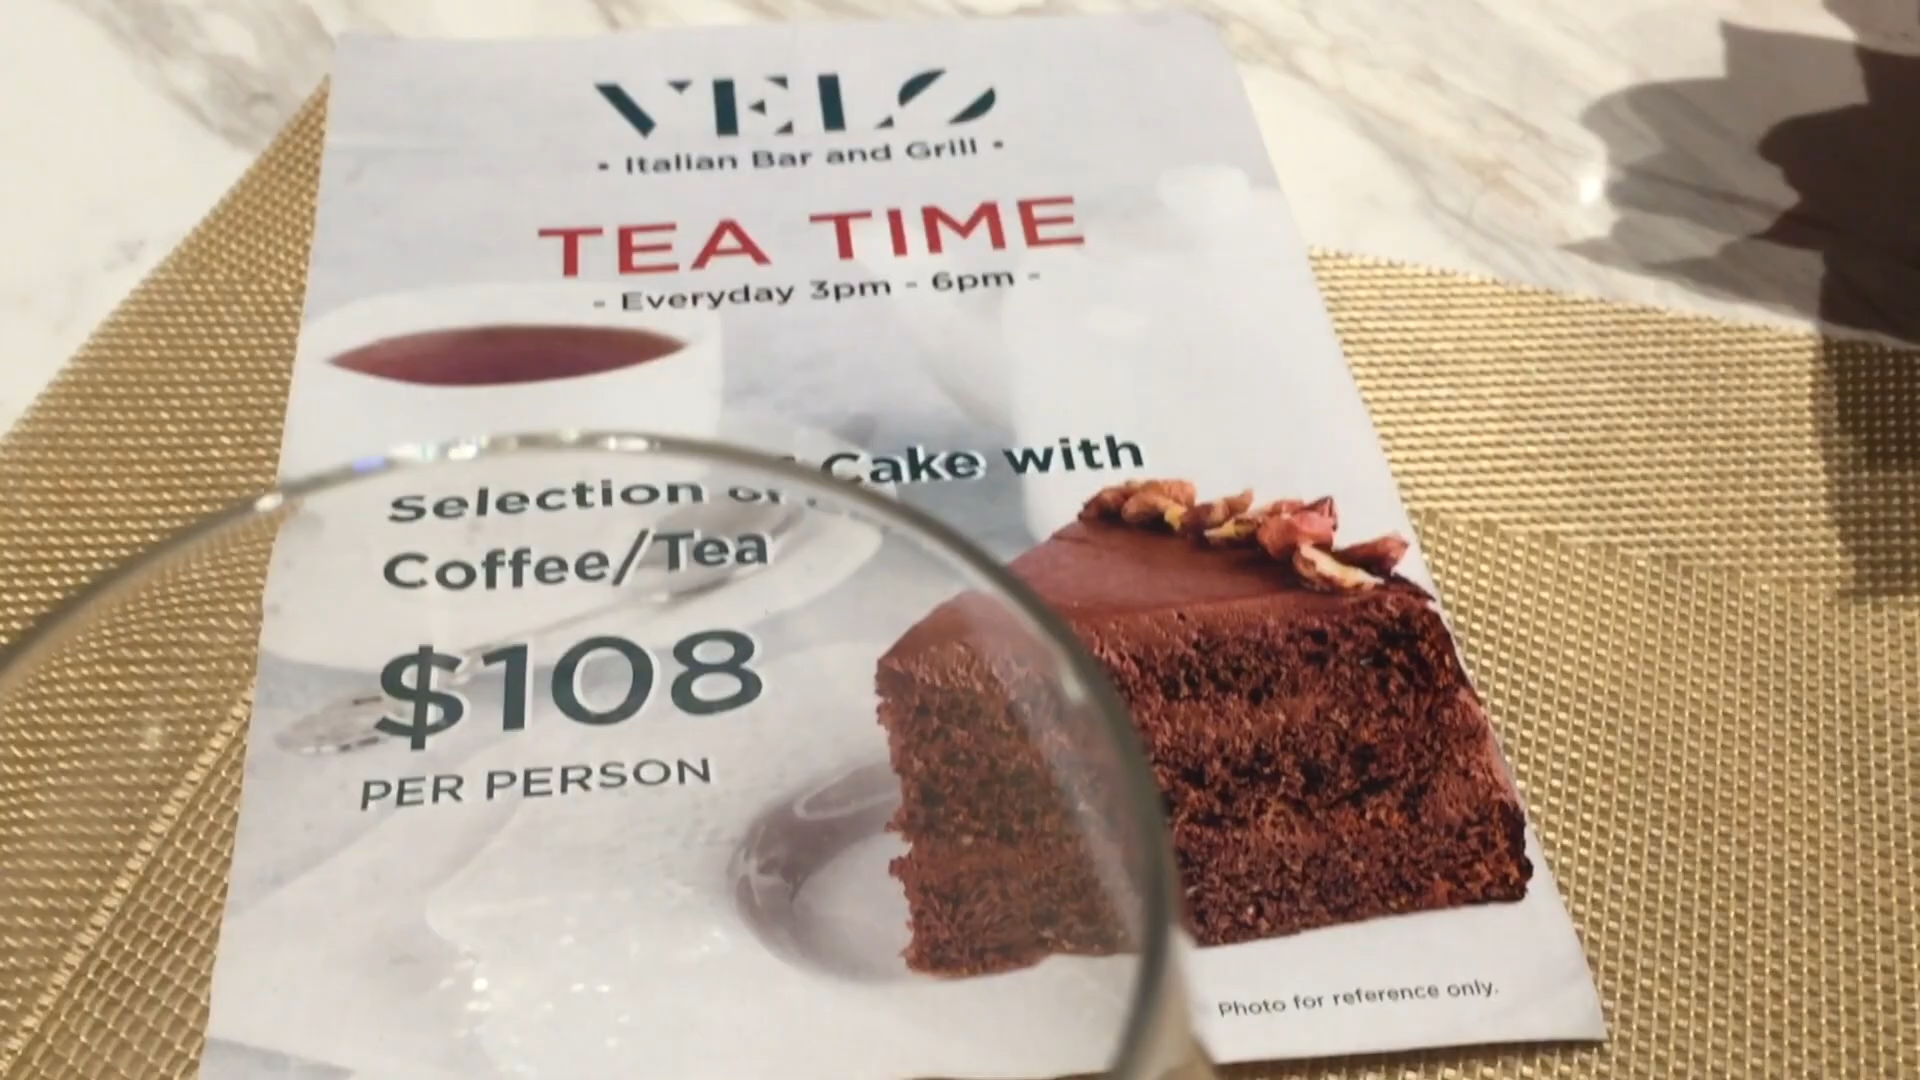 VELO
- Italian Bar and Grill -
TEA TIME
- Everyday 3pm - 6pm -
Selection of Cake with
Coffee/Tea
$108
PER PERSON
Photo for reference only.